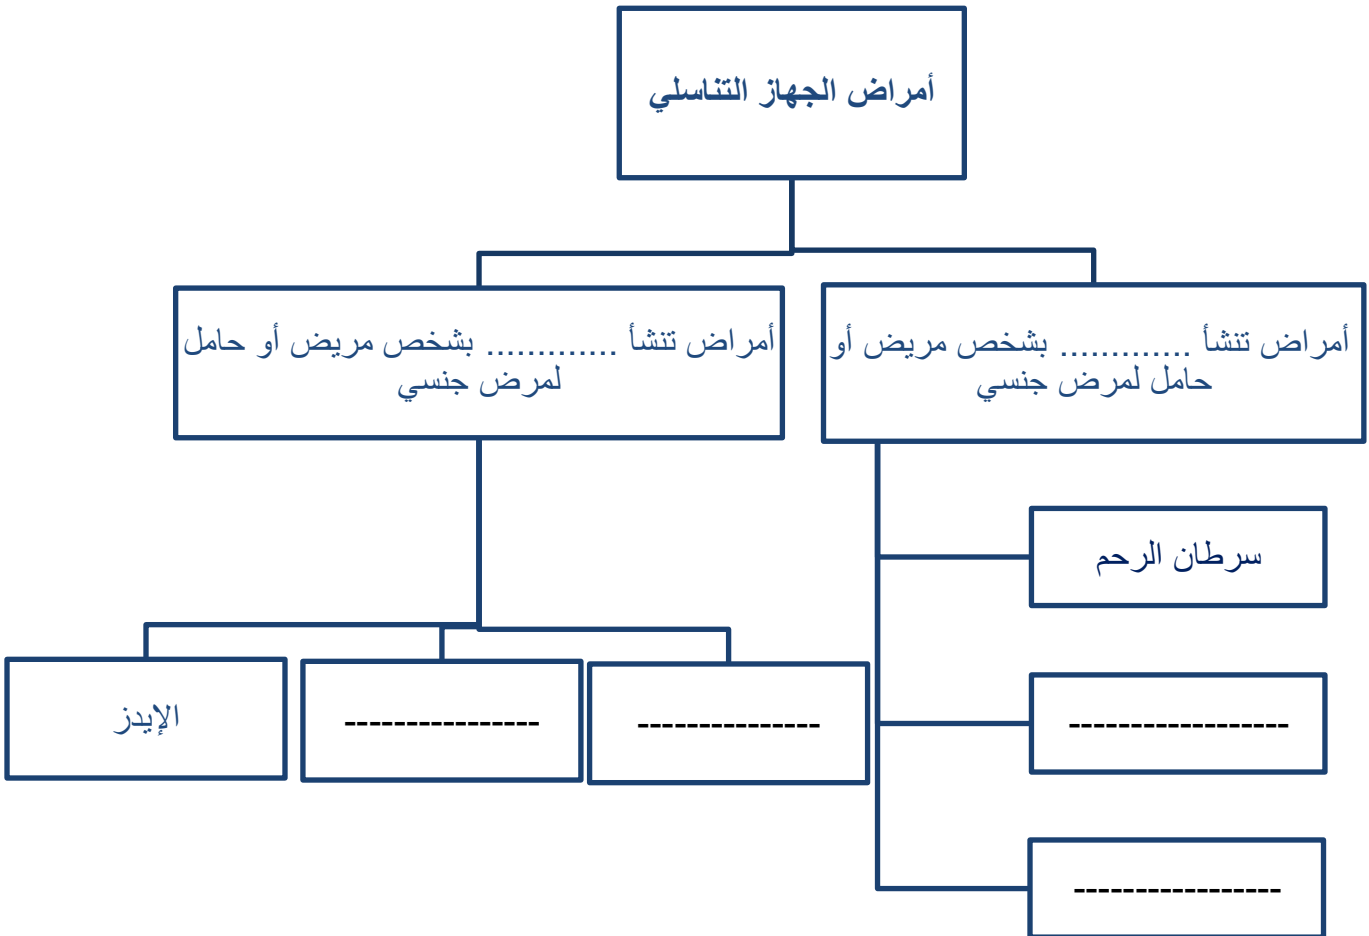 أمراض الجهاز التناسلي
أمراض تنشأ ............. بشخص مريض أو
حامل لمرض جنسي
أمراض تنشأ ............. بشخص مريض أو حامل
لمرض جنسي
سرطان الرحم
------------------
-----------------
---------------
----------------
الإيدز